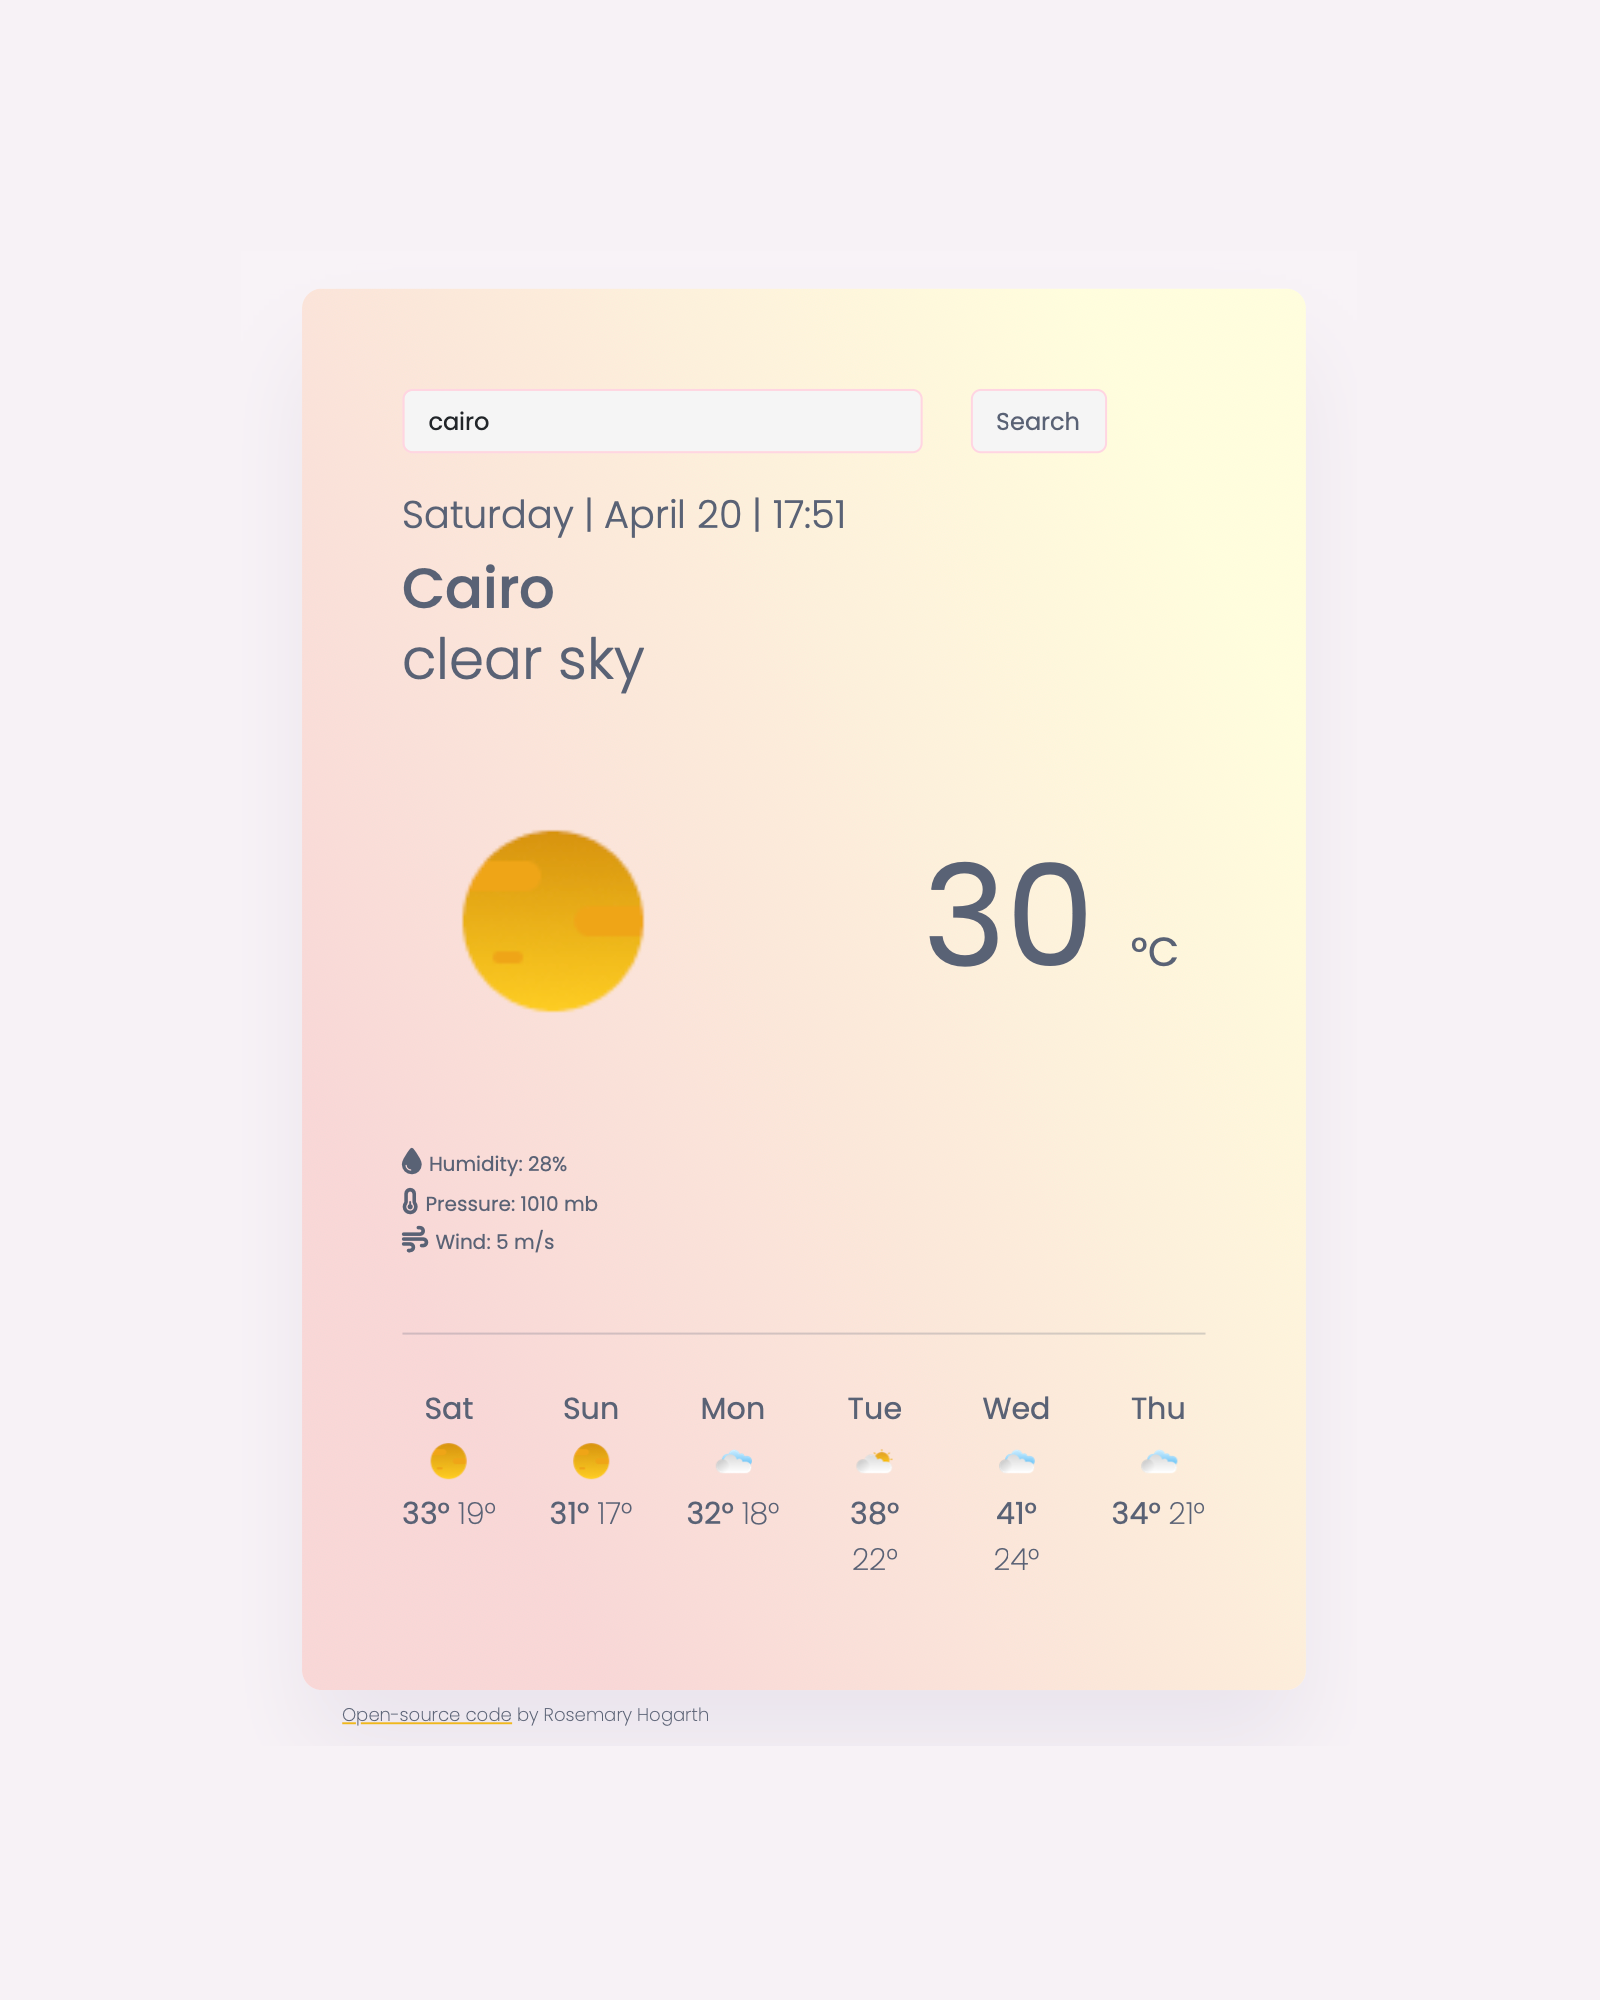 cairo
Search
Saturday | April 20 | 17:51
Cairo
clear sky
30 °C
Humidity: 28%
Pressure: 1010 mb
Wind: 5 m/s
Sat Sun Mon Tue Wed Thu
33° 19° 31° 17° 32° 18° 38° 41° 34° 21°
22° 24°
Open-source code by Rosemary Hogarth